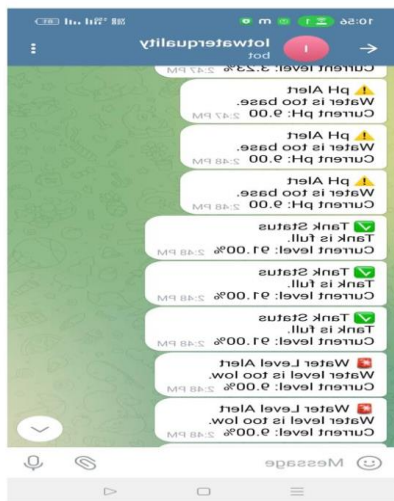 10:56
Iotwaterquality
bot
Current level: 3.23% 2:47 PM
⚠️ pH Alert
Water is too base.
Current pH: 9.00 2:47 PM
⚠️ pH Alert
Water is too base.
Current pH: 9.00 2:48 PM
⚠️ pH Alert
Water is too base.
Current pH: 9.00 2:48 PM
✅ Tank Status
Tank is full.
Current level: 91.00% 2:48 PM
✅ Tank Status
Tank is full.
Current level: 91.00% 2:48 PM
✅ Tank Status
Tank is full.
Current level: 91.00% 2:48 PM
🚨 Water Level Alert
Water level is too low.
Current level: 9.00% 2:48 PM
🚨 Water Level Alert
Water level is too low.
Current level: 9.00% 2:48 PM
Message